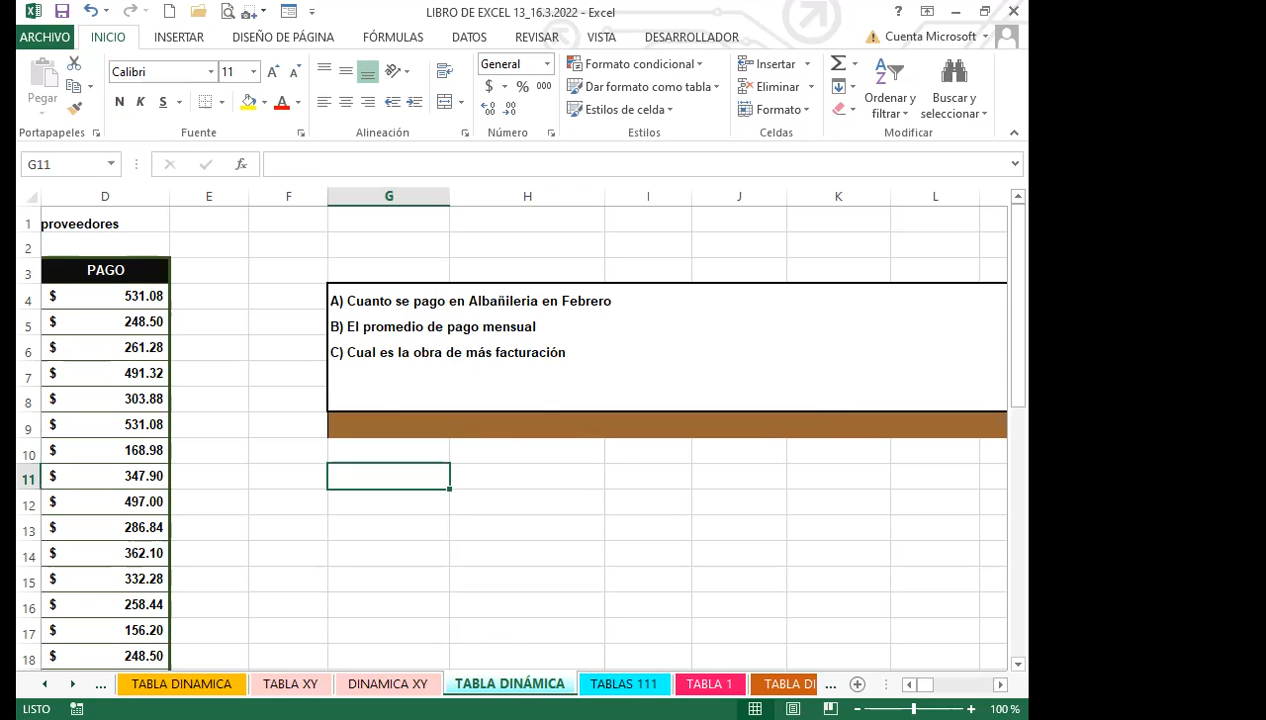 LIBRO DE EXCEL 13_16.3.2022 - Excel
?
ARCHIVO INICIO INSERTAR DISEÑO DE PÁGINA FÓRMULAS DATOS REVISAR VISTA DESARROLLADOR Cuenta Microsoft
Pegar
Calibri 11
N K S
General
$ % 000
Formato condicional
Dar formato como tabla
Estilos de celda
Insertar
Eliminar
Formato
Ordenar y filtrar
Buscar y seleccionar
Portapapeles Fuente Alineación Número Estilos Celdas Modificar
G11 fx
D E F G H I J K L
1 proveedores
2
3 PAGO
4 $ 531.08 A) Cuanto se pago en Albañileria en Febrero
5 $ 248.50 B) El promedio de pago mensual
6 $ 261.28 C) Cual es la obra de más facturación
7 $ 491.32
8 $ 303.88
9 $ 531.08
10 $ 168.98
11 $ 347.90
12 $ 497.00
13 $ 286.84
14 $ 362.10
15 $ 332.28
16 $ 258.44
17 $ 156.20
18 $ 248.50
... TABLA DINAMICA TABLA XY DINAMICA XY TABLA DINÁMICA TABLAS 111 TABLA 1 TABLA DI ...
LISTO 100 %